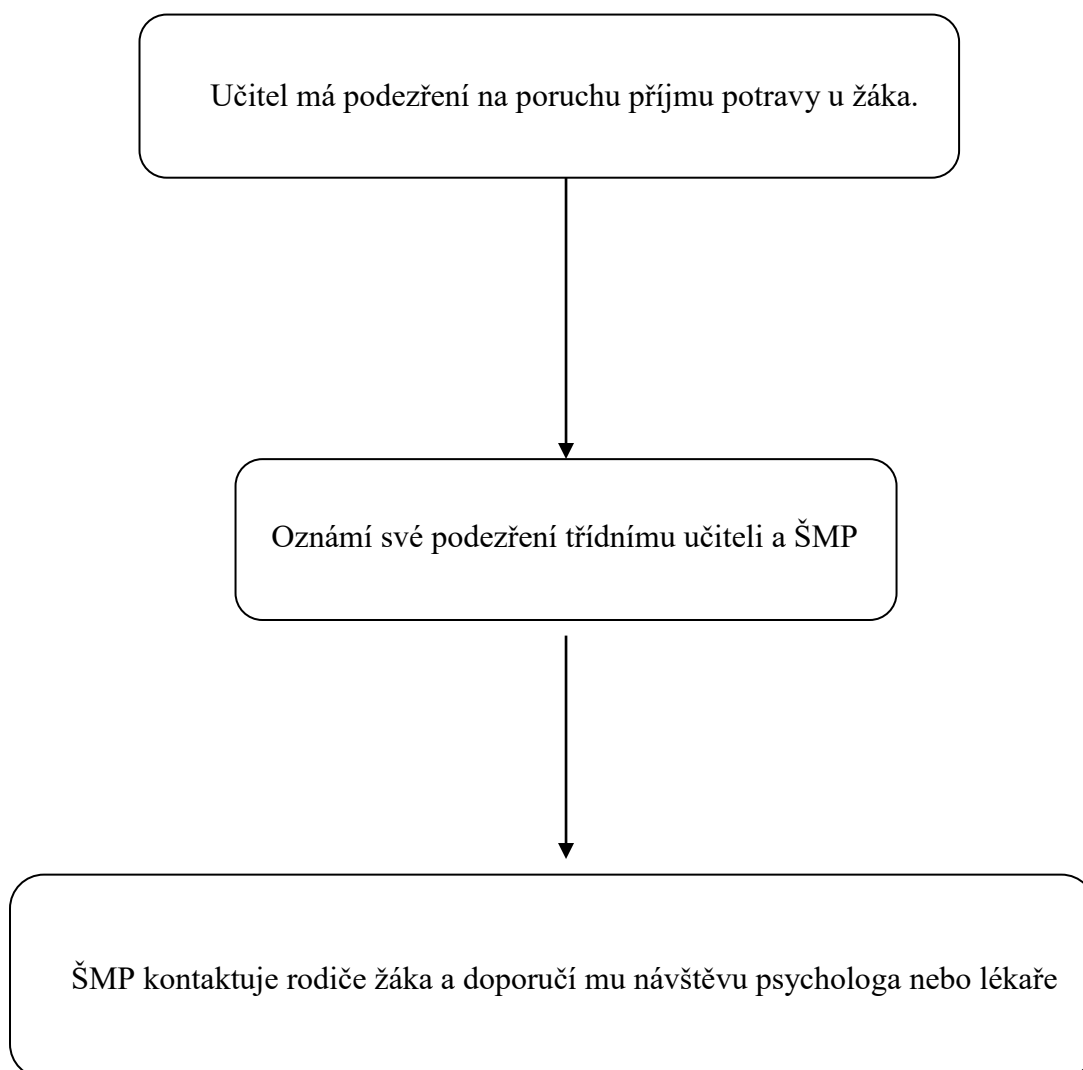 Učitel má podezření na poruchu příjmu potravy u žáka.
Oznámí své podezření třídnímu učiteli a ŠMP
ŠMP kontaktuje rodiče žáka a doporučí mu návštěvu psychologa nebo lékaře